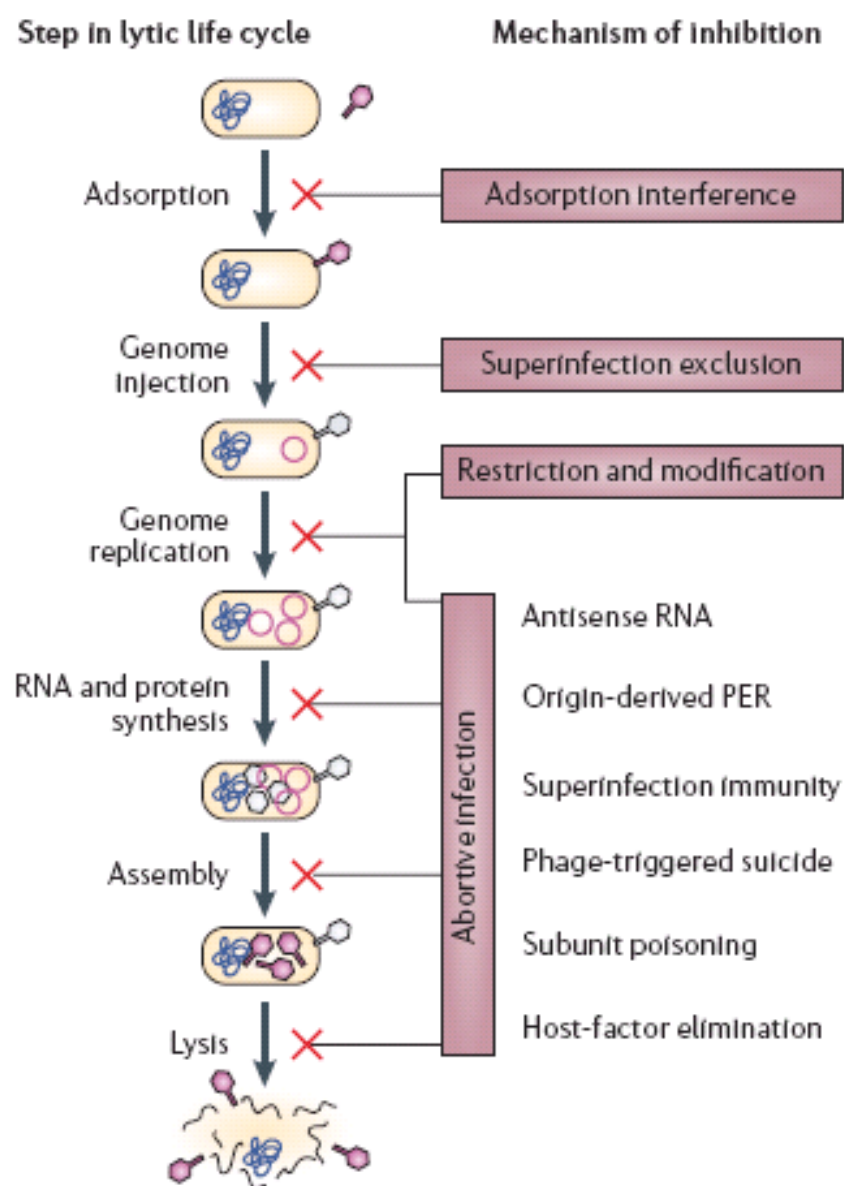 Step in lytic life cycle
Mechanism of inhibition
Adsorption
Adsorption interference
Genome
injection
Superinfection exclusion
Restriction and modification
Genome
replication
Antisense RNA
RNA and protein
synthesis
Origin-derived PER
Abortive infection
Superinfection immunity
Assembly
Phage-triggered suicide
Subunit poisoning
Lysis
Host-factor elimination